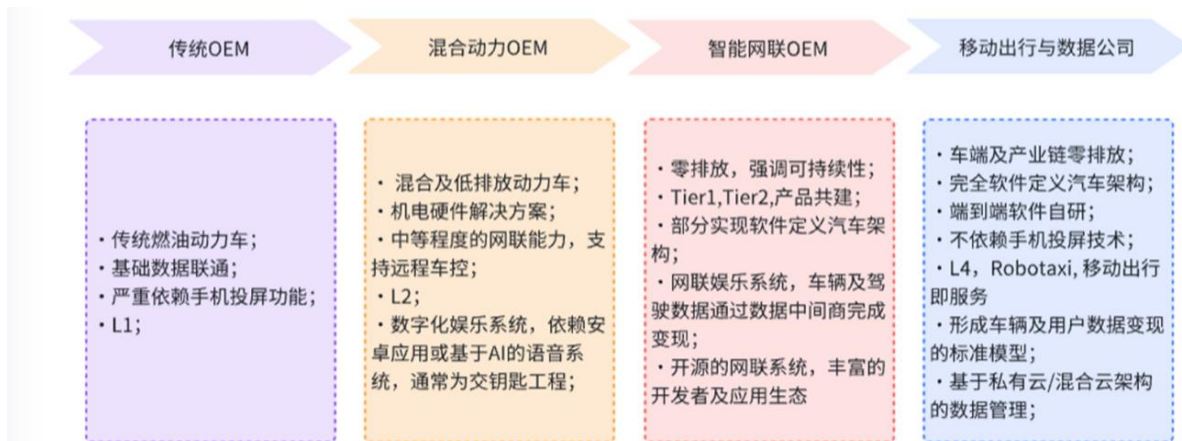 传统OEM
混合动力OEM
智能网联OEM
移动出行与数据公司
・传统燃油动力车；
・基础数据联通；
・严重依赖手机投屏功能；
・L1；
・ 混合及低排放动力车；
・机电硬件解决方案；
・中等程度的网联能力，支
持远程车控；
・L2；
・数字化娱乐系统，依赖安
卓应用或基于AI的语音系
统，通常为交钥匙工程；
・零排放，强调可持续性；
・Tier1,Tier2,产品共建；
・部分实现软件定义汽车架
构；
・网联娱乐系统，车辆及驾
驶数据通过数据中间商完成
变现；
・开源的网联系统，丰富的
开发者及应用生态
・车端及产业链零排放；
・完全软件定义汽车架构；
・端到端软件自研；
・不依赖手机投屏技术；
・L4，Robotaxi, 移动出行
即服务
・形成车辆及用户数据变现
的标准模型；
・基于私有云/混合云架构
的数据管理；